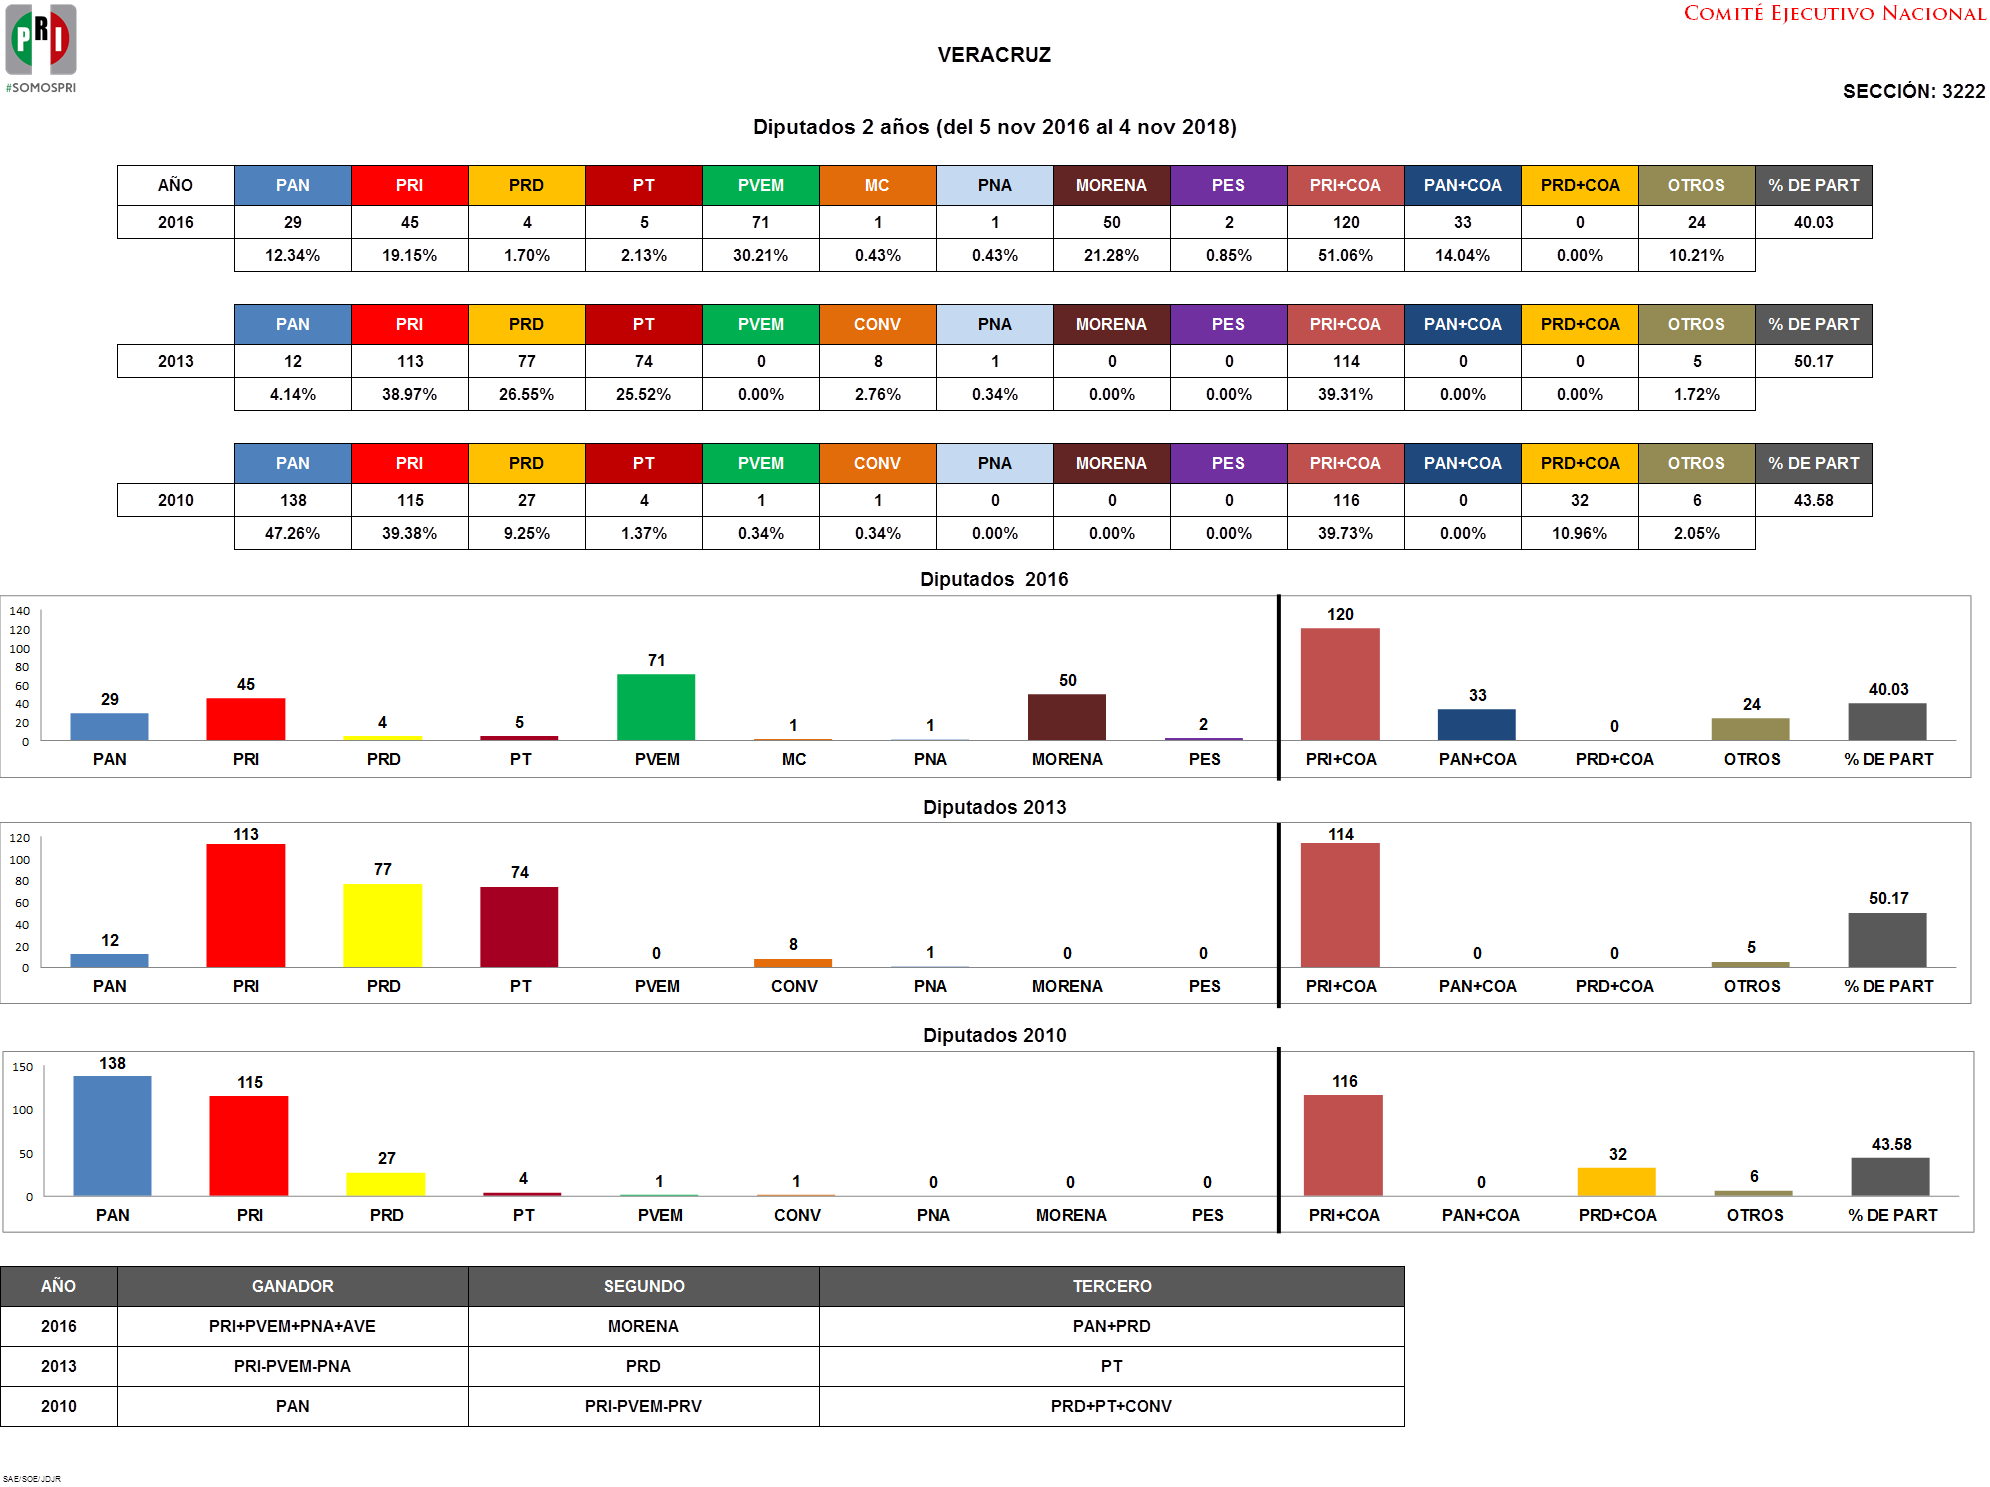 PRI
#SOMOSPRI
COMITÉ EJECUTIVO NACIONAL
VERACRUZ
SECCIÓN: 3222
Diputados 2 años (del 5 nov 2016 al 4 nov 2018)
AÑO PAN PRI PRD PT PVEM MC PNA MORENA PES PRI+COA PAN+COA PRD+COA OTROS % DE PART
2016 29 45 4 5 71 1 1 50 2 120 33 0 24 40.03
12.34% 19.15% 1.70% 2.13% 30.21% 0.43% 0.43% 21.28% 0.85% 51.06% 14.04% 0.00% 10.21%
PAN PRI PRD PT PVEM CONV PNA MORENA PES PRI+COA PAN+COA PRD+COA OTROS % DE PART
2013 12 113 77 74 0 8 1 0 0 114 0 0 5 50.17
4.14% 38.97% 26.55% 25.52% 0.00% 2.76% 0.34% 0.00% 0.00% 39.31% 0.00% 0.00% 1.72%
PAN PRI PRD PT PVEM CONV PNA MORENA PES PRI+COA PAN+COA PRD+COA OTROS % DE PART
2010 138 115 27 4 1 1 0 0 0 116 0 32 6 43.58
47.26% 39.38% 9.25% 1.37% 0.34% 0.34% 0.00% 0.00% 0.00% 39.73% 0.00% 10.96% 2.05%
Diputados 2016
140
120
100
80
60
40
20
0
29 45 4 5 71 1 1 50 2 120 33 0 24 40.03
PAN PRI PRD PT PVEM MC PNA MORENA PES PRI+COA PAN+COA PRD+COA OTROS % DE PART
Diputados 2013
120
100
80
60
40
20
0
12 113 77 74 0 8 1 0 0 114 0 0 5 50.17
PAN PRI PRD PT PVEM CONV PNA MORENA PES PRI+COA PAN+COA PRD+COA OTROS % DE PART
Diputados 2010
150
100
50
0
138 115 27 4 1 1 0 0 0 116 0 32 6 43.58
PAN PRI PRD PT PVEM CONV PNA MORENA PES PRI+COA PAN+COA PRD+COA OTROS % DE PART
AÑO GANADOR SEGUNDO TERCERO
2016 PRI+PVEM+PNA+AVE MORENA PAN+PRD
2013 PRI-PVEM-PNA PRD PT
2010 PAN PRI-PVEM-PRV PRD+PT+CONV
SAE/SOE/JDJR